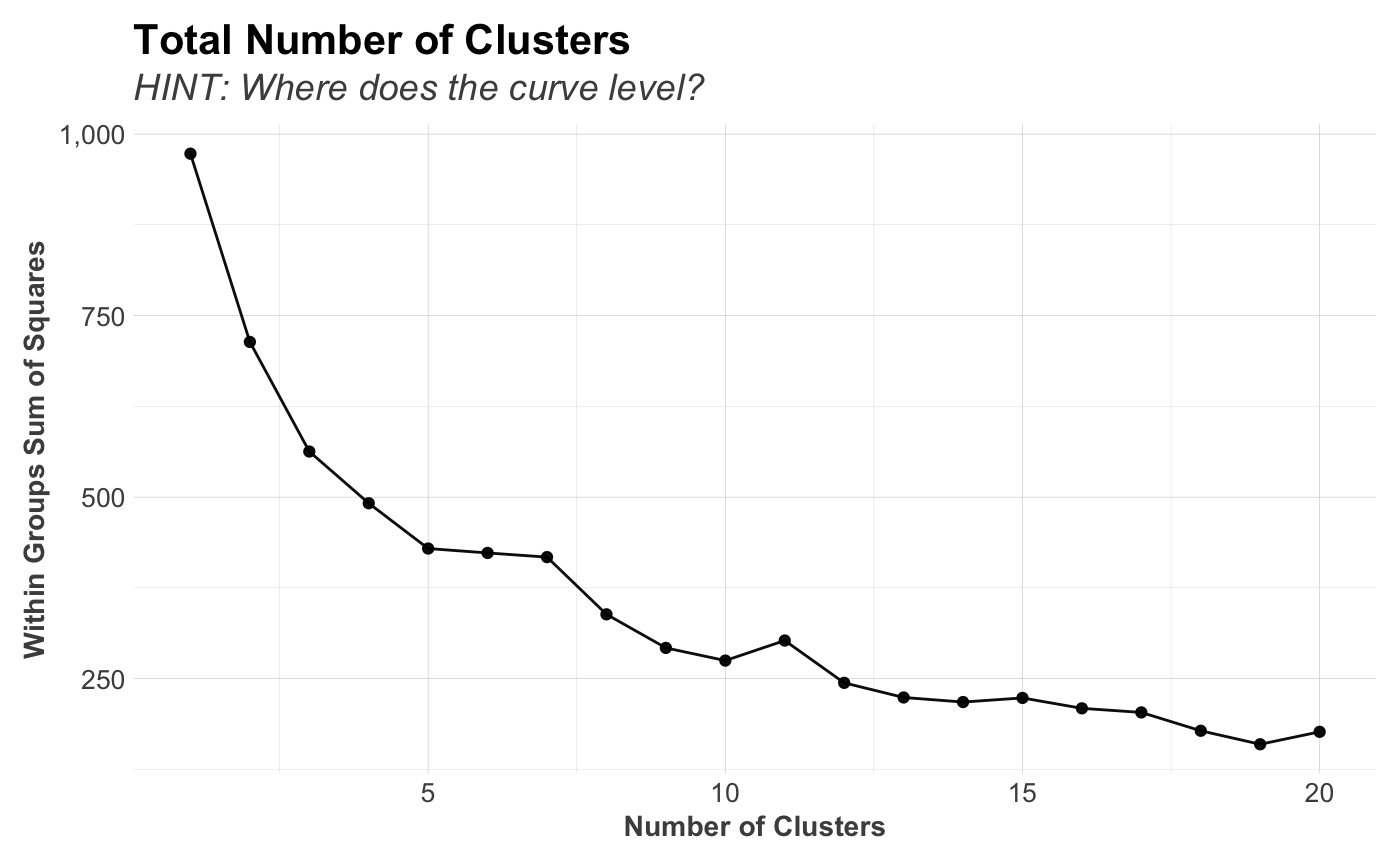 Total Number of Clusters
HINT: Where does the curve level?
1,000
750
500
250
Within Groups Sum of Squares
5 10 15 20
Number of Clusters